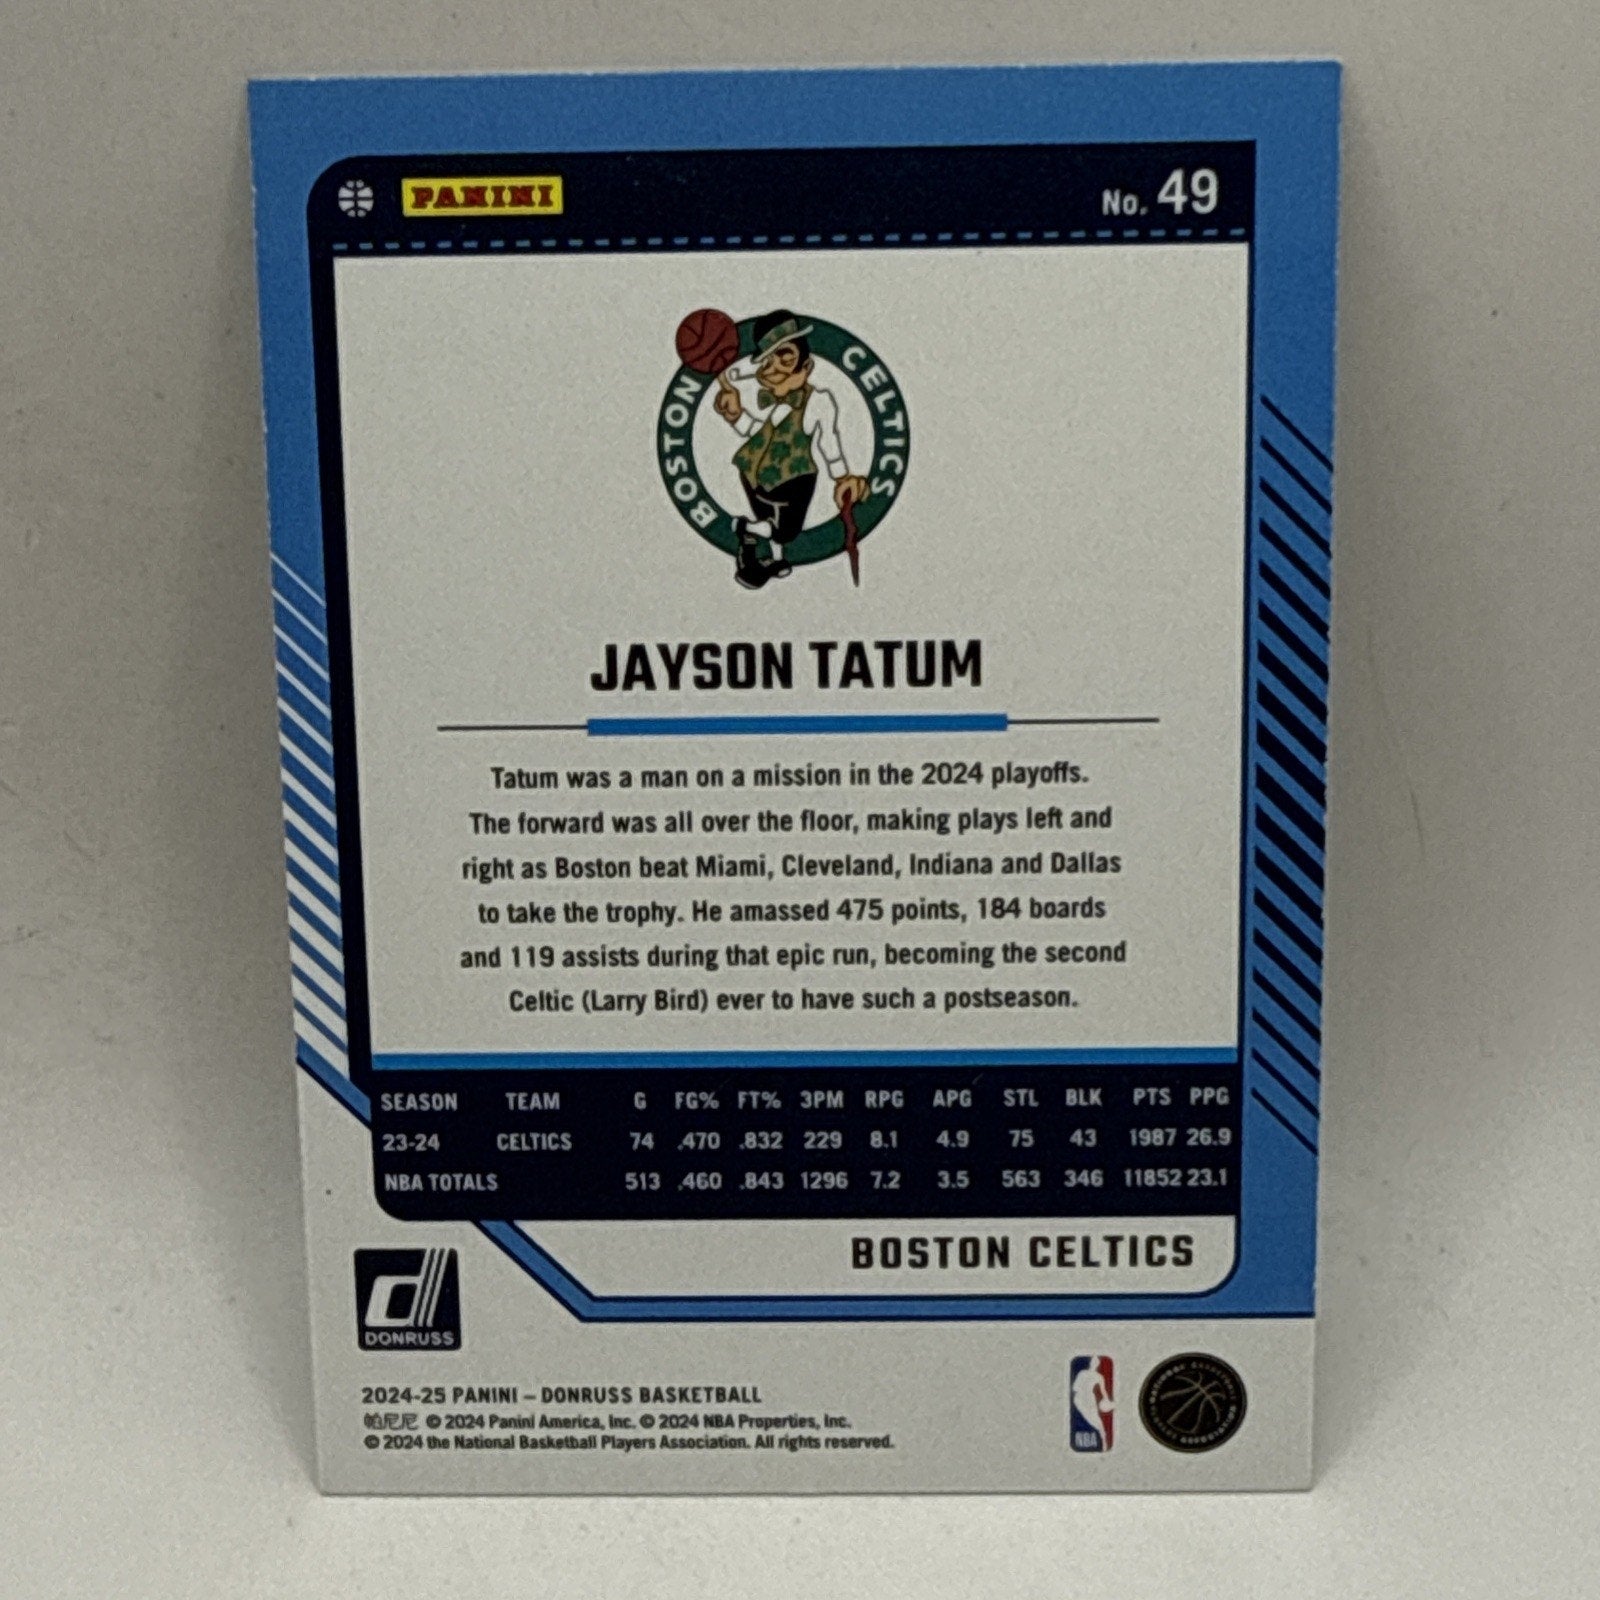 PANINI
No. 49
BOSTON CELTICS
JAYSON TATUM
Tatum was a man on a mission in the 2024 playoffs.
The forward was all over the floor, making plays left and
right as Boston beat Miami, Cleveland, Indiana and Dallas
to take the trophy. He amassed 475 points, 184 boards
and 119 assists during that epic run, becoming the second
Celtic (Larry Bird) ever to have such a postseason.
SEASON TEAM G FG% FT% 3PM RPG APG STL BLK PTS PPG
23-24 CELTICS 74 .470 .832 229 8.1 4.9 75 43 1987 26.9
NBA TOTALS 513 .460 .843 1296 7.2 3.5 563 346 11852 23.1
BOSTON CELTICS
d
DONRUSS
2024-25 PANINI – DONRUSS BASKETBALL
帕尼尼 © 2024 Panini America, Inc. © 2024 NBA Properties, Inc.
© 2024 the National Basketball Players Association. All rights reserved.
NBA